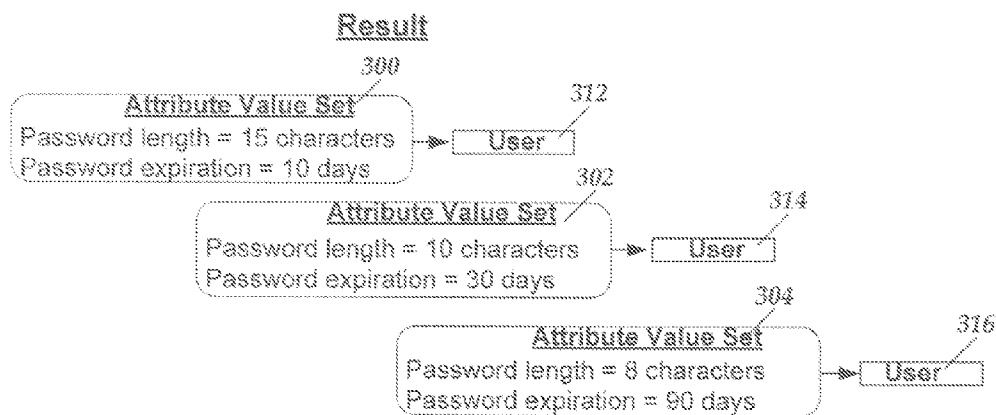 Result
300
Attribute Value Set
Password length = 15 characters
Password expiration = 10 days
312
User
302
Attribute Value Set
Password length = 10 characters
Password expiration = 30 days
314
User
304
Attribute Value Set
Password length = 8 characters
Password expiration = 90 days
316
User